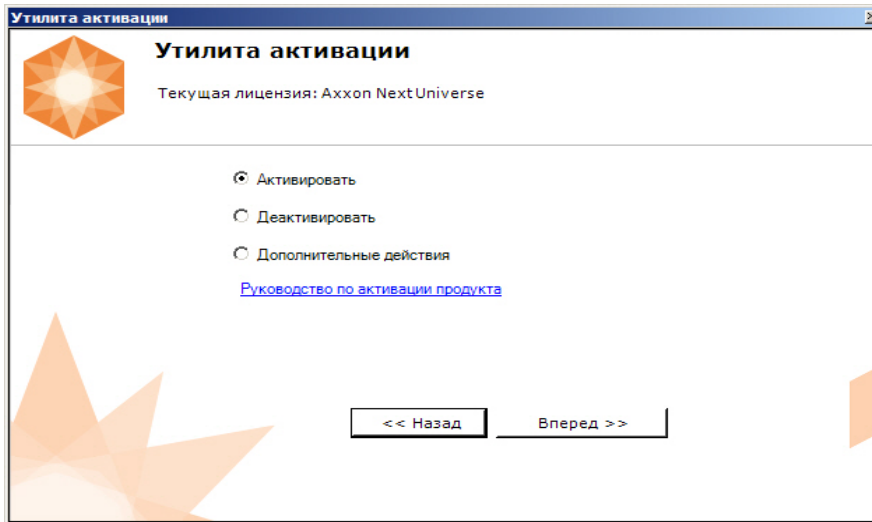 Утилита активации
Утилита активации
Текущая лицензия: Axxon Next Universe
Активировать
Деактивировать
Дополнительные действия
Руководство по активации продукта
<< Назад
Вперед >>